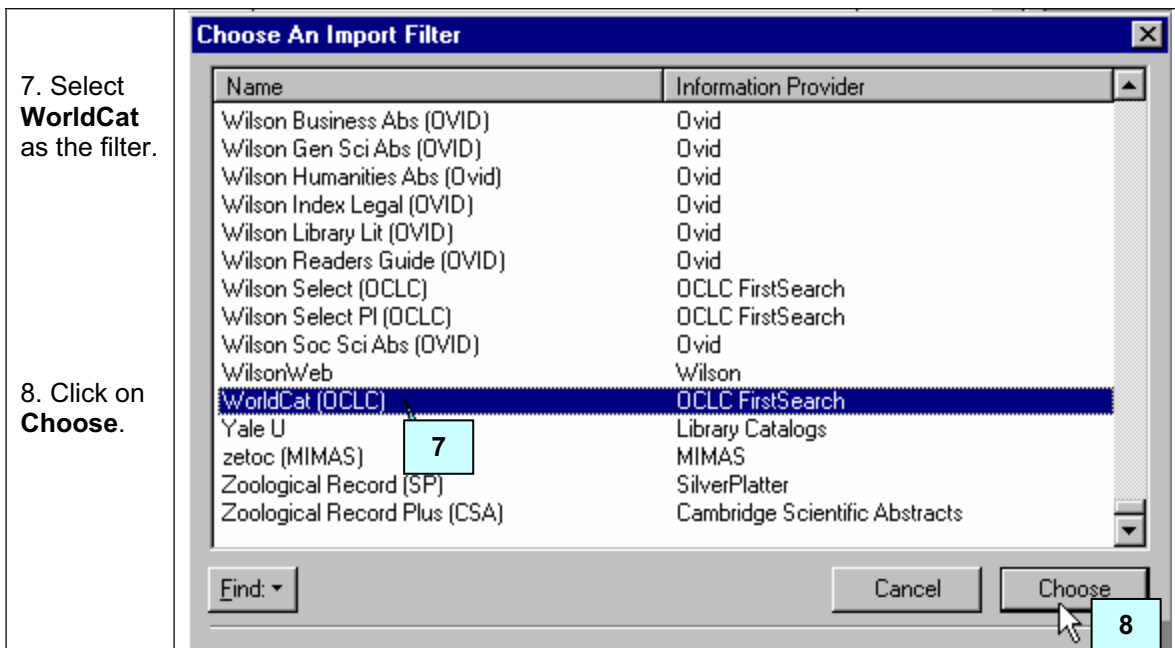 7. Select
WorldCat
as the filter.
8. Click on
Choose.
Choose An Import Filter
Name Information Provider
Wilson Business Abs (OVID) Ovid
Wilson Gen Sci Abs (OVID) Ovid
Wilson Humanities Abs (Ovid) Ovid
Wilson Index Legal (OVID) Ovid
Wilson Library Lit (OVID) Ovid
Wilson Readers Guide (OVID) Ovid
Wilson Select (OCLC) OCLC FirstSearch
Wilson Select Pl (OCLC) OCLC FirstSearch
Wilson Soc Sci Abs (OVID) Ovid
WilsonWeb Wilson
WorldCat (OCLC) OCLC FirstSearch
Yale U Library Catalogs
7
zetoc (MIMAS) MIMAS
Zoological Record (SP) SilverPlatter
Zoological Record Plus (CSA) Cambridge Scientific Abstracts
Find: Cancel Choose
8